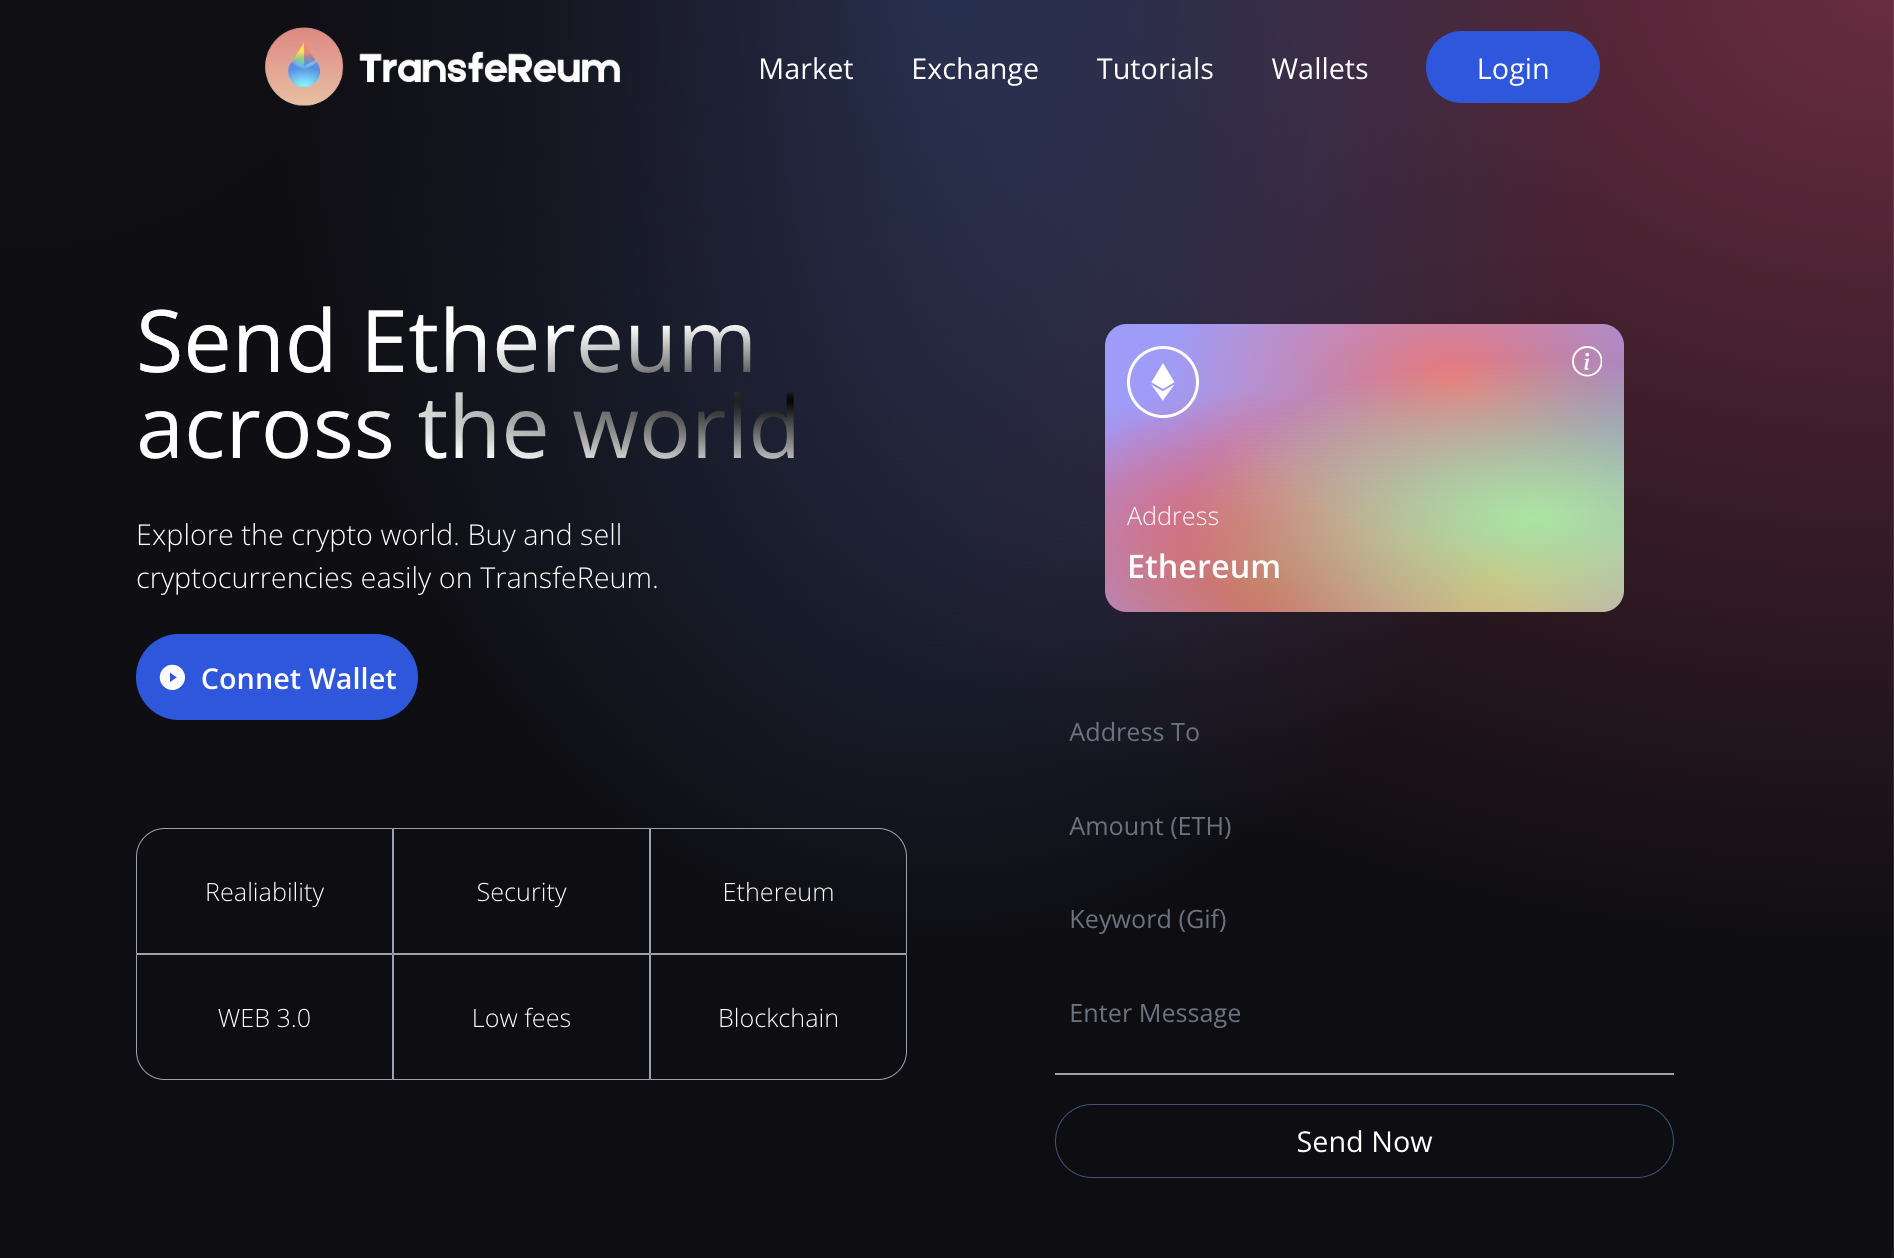 TransfeReum
Market
Exchange
Tutorials
Wallets
Login
Send Ethereum
across the world
Explore the crypto world. Buy and sell
cryptocurrencies easily on TransfeReum.
Connet Wallet
Realiability
Security
Ethereum
WEB 3.0
Low fees
Blockchain
i
Address
Ethereum
Address To
Amount (ETH)
Keyword (Gif)
Enter Message
Send Now